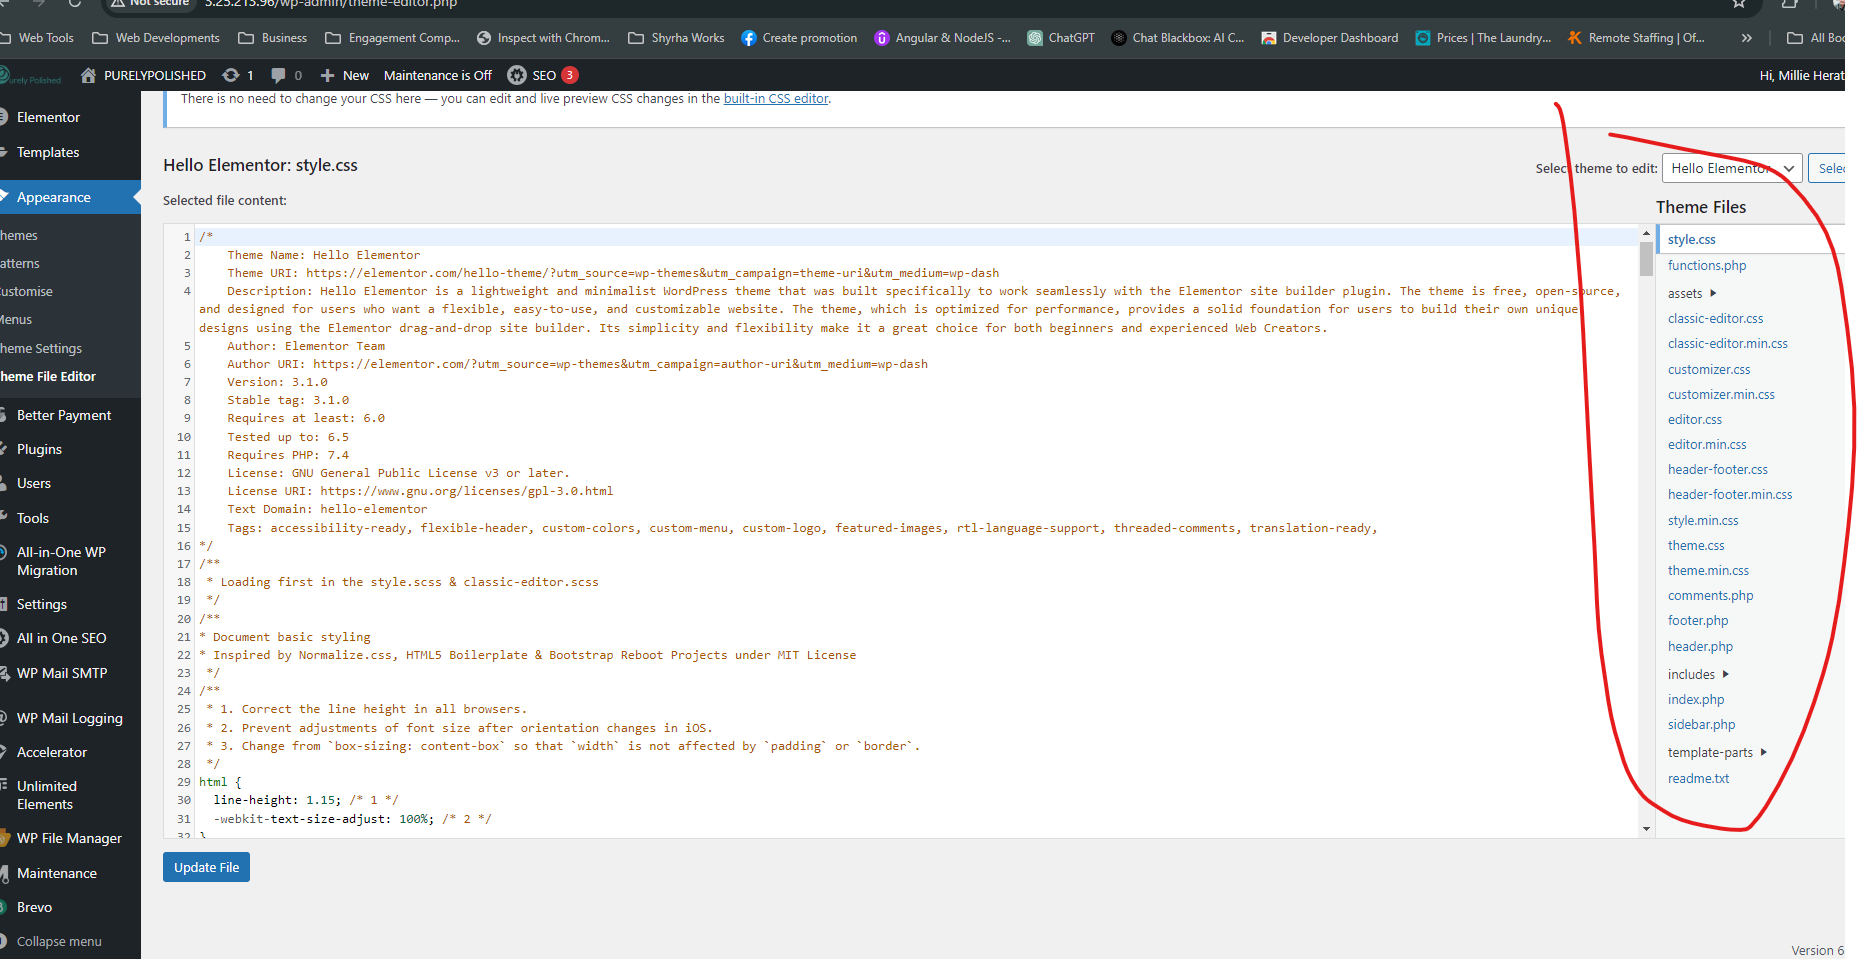 Not secure 3.25.213.96/wp-admin/theme-editor.php
Web Tools Web Developments Business Engagement Comp... Inspect with Chrom... Shyrha Works Create promotion Angular & NodeJS -... ChatGPT Chat Blackbox: AI C... Developer Dashboard Prices | The Laundry... Remote Staffing | Of... » All Boo
urely Polished PURELYPOLISHED 1 0 + New Maintenance is Off SEO 3 Hi, Millie Herat
Elementor
Templates
Appearance
hemes
atterns
ustomise
Menus
heme Settings
heme File Editor
Better Payment
Plugins
Users
Tools
All-in-One WP
Migration
Settings
All in One SEO
WP Mail SMTP
WP Mail Logging
Accelerator
Unlimited
Elements
WP File Manager
Maintenance
Brevo
Collapse menu
There is no need to change your CSS here — you can edit and live preview CSS changes in the built-in CSS editor.
Hello Elementor: style.css
Select theme to edit: Hello Elementor Selec
Selected file content:
1 /*
2 Theme Name: Hello Elementor
3 Theme URI: https://elementor.com/hello-theme/?utm_source=wp-themes&utm_campaign=theme-uri&utm_medium=wp-dash
4 Description: Hello Elementor is a lightweight and minimalist WordPress theme that was built specifically to work seamlessly with the Elementor site builder plugin. The theme is free, open-source,
and designed for users who want a flexible, easy-to-use, and customizable website. The theme, which is optimized for performance, provides a solid foundation for users to build their own unique
designs using the Elementor drag-and-drop site builder. Its simplicity and flexibility make it a great choice for both beginners and experienced Web Creators.
5 Author: Elementor Team
6 Author URI: https://elementor.com/?utm_source=wp-themes&utm_campaign=author-uri&utm_medium=wp-dash
7 Version: 3.1.0
8 Stable tag: 3.1.0
9 Requires at least: 6.0
10 Tested up to: 6.5
11 Requires PHP: 7.4
12 License: GNU General Public License v3 or later.
13 License URI: https://www.gnu.org/licenses/gpl-3.0.html
14 Text Domain: hello-elementor
15 Tags: accessibility-ready, flexible-header, custom-colors, custom-menu, custom-logo, featured-images, rtl-language-support, threaded-comments, translation-ready,
16 */
17 /**
18 * Loading first in the style.scss & classic-editor.scss
19 */
20 /**
21 * Document basic styling
22 * Inspired by Normalize.css, HTML5 Boilerplate & Bootstrap Reboot Projects under MIT License
23 */
24 /**
25 * 1. Correct the line height in all browsers.
26 * 2. Prevent adjustments of font size after orientation changes in iOS.
27 * 3. Change from `box-sizing: content-box` so that `width` is not affected by `padding` or `border`.
28 */
29 html {
30 line-height: 1.15; /* 1 */
31 -webkit-text-size-adjust: 100%; /* 2 */
32 }
Theme Files
style.css
functions.php
assets
classic-editor.css
classic-editor.min.css
customizer.css
customizer.min.css
editor.css
editor.min.css
header-footer.css
header-footer.min.css
style.min.css
theme.css
theme.min.css
comments.php
footer.php
header.php
includes
index.php
sidebar.php
template-parts
readme.txt
Update File
Version 6